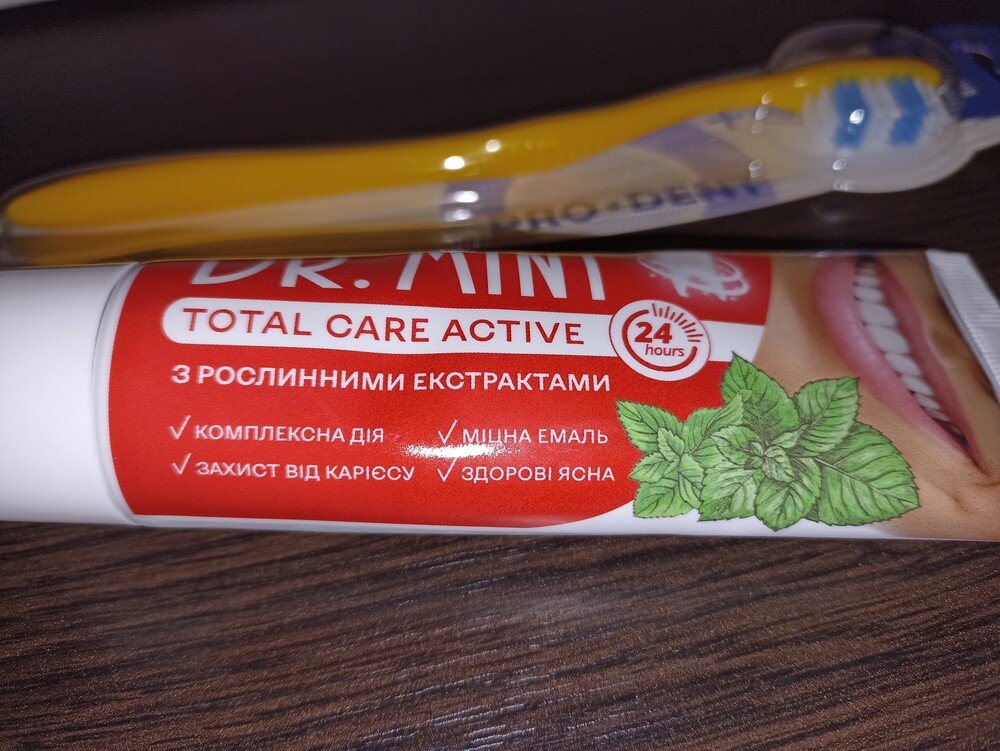 PRO-DENT
DR. MINT
TOTAL CARE ACTIVE
24
hours
З РОСЛИННИМИ ЕКСТРАКТАМИ
✓ КОМПЛЕКСНА ДІЯ
✓ МІЦНА ЕМАЛЬ
✓ ЗАХИСТ ВІД КАРІЄСУ
✓ ЗДОРОВІ ЯСНА